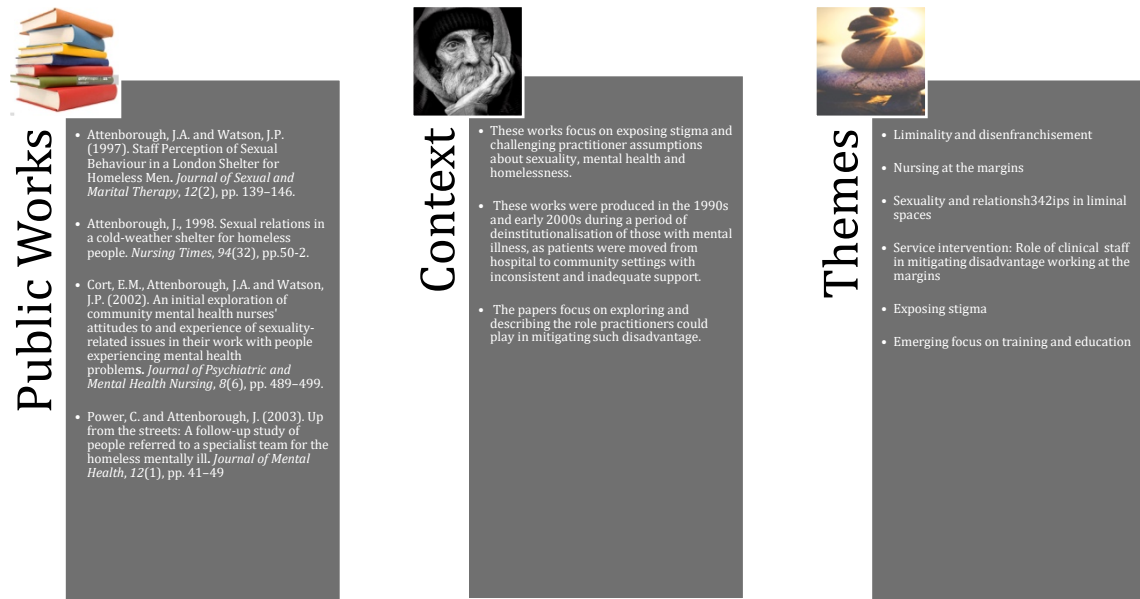 Public Works
• Attenborough, J.A. and Watson, J.P.
(1997). Staff Perception of Sexual
Behaviour in a London Shelter for
Homeless Men. Journal of Sexual and
Marital Therapy, 12(2), pp. 139–146.
• Attenborough, J., 1998. Sexual relations in
a cold-weather shelter for homeless
people. Nursing Times, 94(32), pp.50-2.
• Cort, E.M., Attenborough, J.A. and Watson,
J.P. (2002). An initial exploration of
community mental health nurses’
attitudes to and experience of sexuality-
related issues in their work with people
experiencing mental health
problems. Journal of Psychiatric and
Mental Health Nursing, 8(6), pp. 489–499.
• Power, C. and Attenborough, J. (2003). Up
from the streets: A follow-up study of
people referred to a specialist team for the
homeless mentally ill. Journal of Mental
Health, 12(1), pp. 41–49
Context
• These works focus on exposing stigma and
challenging practitioner assumptions
about sexuality, mental health and
homelessness.
• These works were produced in the 1990s
and early 2000s during a period of
deinstitutionalisation of those with mental
illness, as patients were moved from
hospital to community settings with
inconsistent and inadequate support.
• The papers focus on exploring and
describing the role practitioners could
play in mitigating such disadvantage.
Themes
• Liminality and disenfranchisement
• Nursing at the margins
• Sexuality and relationsh342ips in liminal
spaces
• Service intervention: Role of clinical staff
in mitigating disadvantage working at the
margins
• Exposing stigma
• Emerging focus on training and education